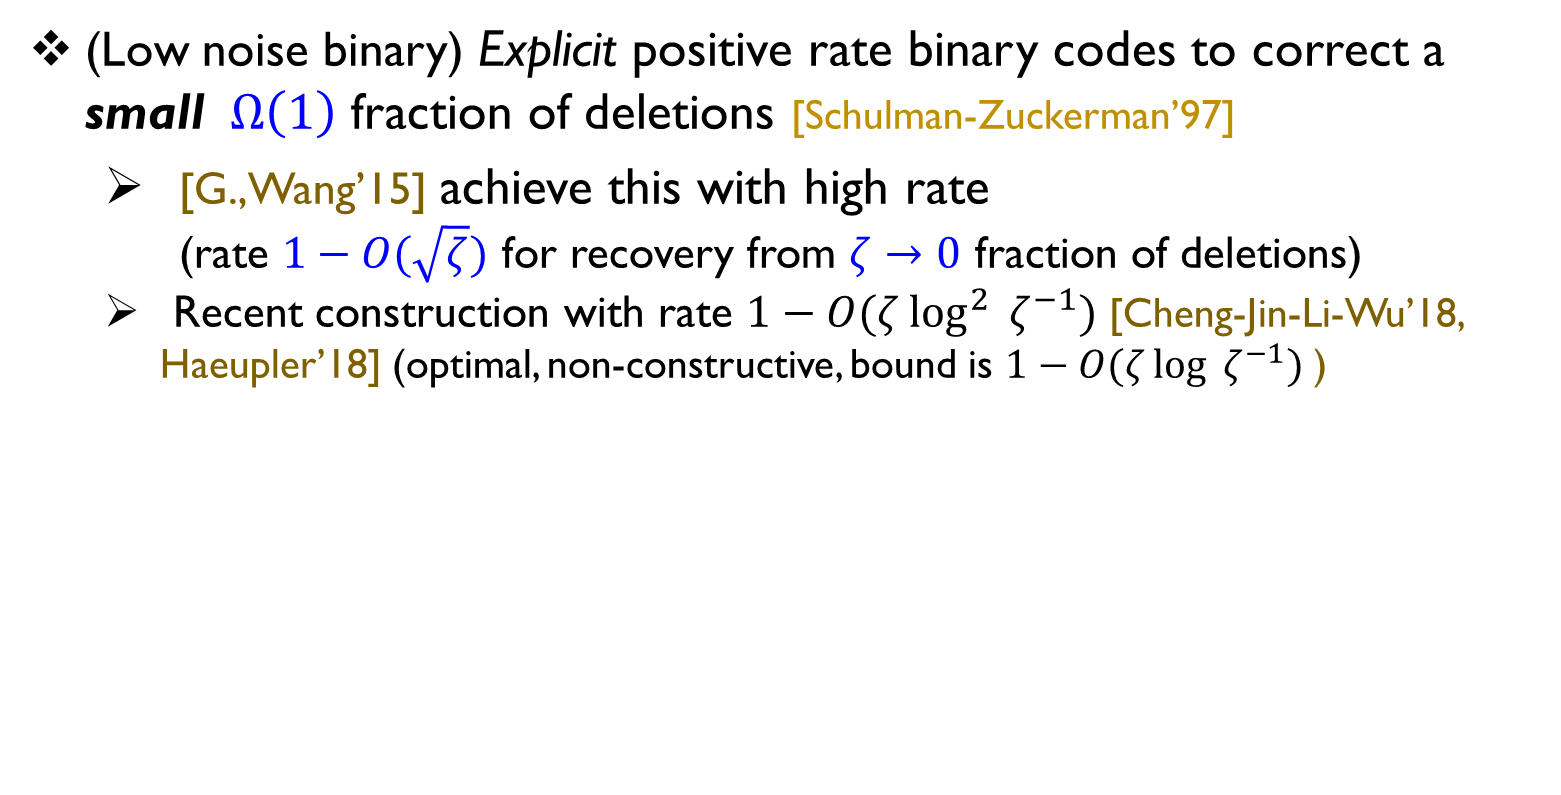 ❖ (Low noise binary) Explicit positive rate binary codes to correct a
small Ω(1) fraction of deletions [Schulman-Zuckerman’97]
➢ [G.,Wang’15] achieve this with high rate
(rate 1 − O(√ζ) for recovery from ζ → 0 fraction of deletions)
➢ Recent construction with rate 1 − O(ζ log² ζ⁻¹) [Cheng-Jin-Li-Wu’18,
Haeupler’18] (optimal, non-constructive, bound is 1 − O(ζ log ζ⁻¹) )